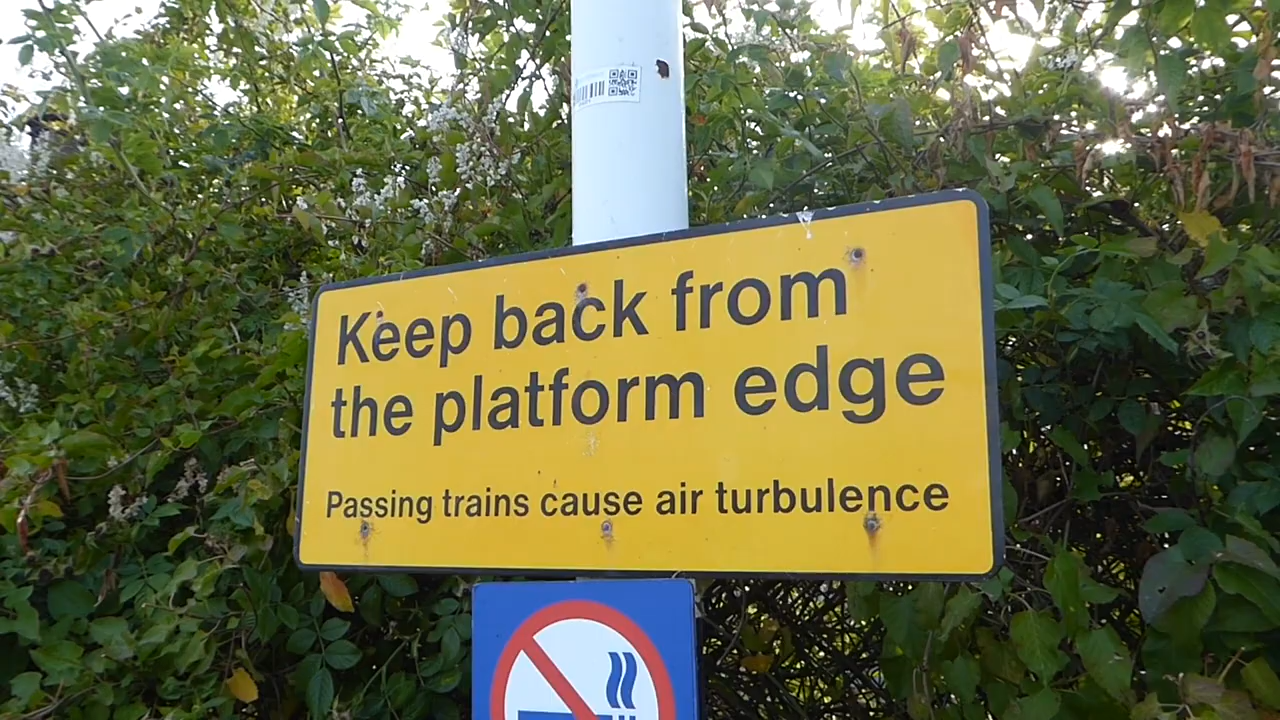 Keep back from
the platform edge
Passing trains cause air turbulence